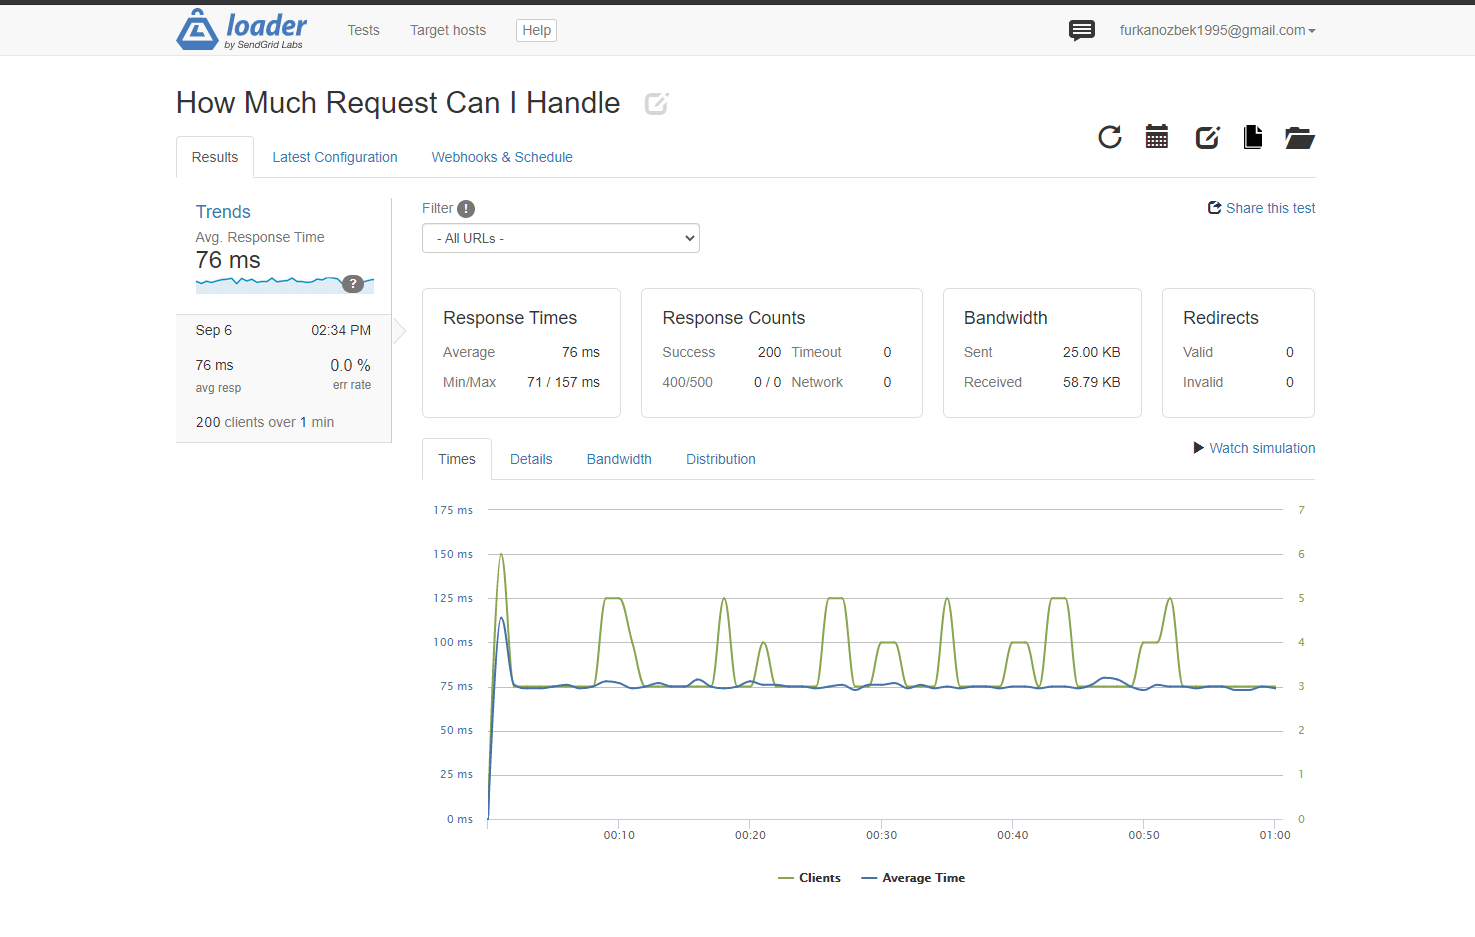 loader
by SendGrid Labs
Tests
Target hosts
Help
furkanozbek1995@gmail.com
How Much Request Can I Handle
Results
Latest Configuration
Webhooks & Schedule
Trends
Avg. Response Time
76 ms
?
Sep 6 02:34 PM
76 ms 0.0 %
avg resp err rate
200 clients over 1 min
Filter !
Share this test
- All URLs -
Response Times
Average 76 ms
Min/Max 71 / 157 ms
Response Counts
Success 200 Timeout 0
400/500 0 / 0 Network 0
Bandwidth
Sent 25.00 KB
Received 58.79 KB
Redirects
Valid 0
Invalid 0
Times
Details
Bandwidth
Distribution
Watch simulation
175 ms 7
150 ms 6
125 ms 5
100 ms 4
75 ms 3
50 ms 2
25 ms 1
0 ms 0
00:10 00:20 00:30 00:40 00:50 01:00
Clients Average Time